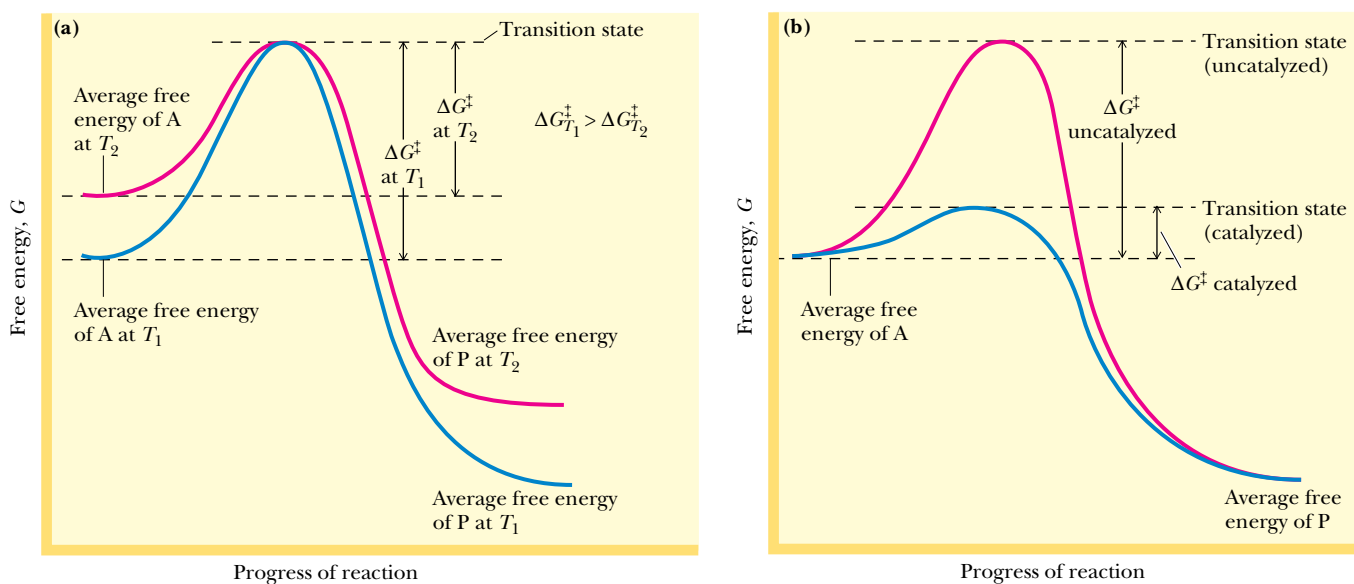 (a)
Transition state
Average free
energy of A
at T₂
ΔG‡
at T₂
ΔG‡T₁ > ΔG‡T₂
ΔG‡
at T₁
Free energy, G
Average free energy
of A at T₁
Average free energy
of P at T₂
Average free energy
of P at T₁
Progress of reaction
(b)
Transition state
(uncatalyzed)
ΔG‡
uncatalyzed
Transition state
(catalyzed)
ΔG‡ catalyzed
Free energy, G
Average free
energy of A
Average free
energy of P
Progress of reaction